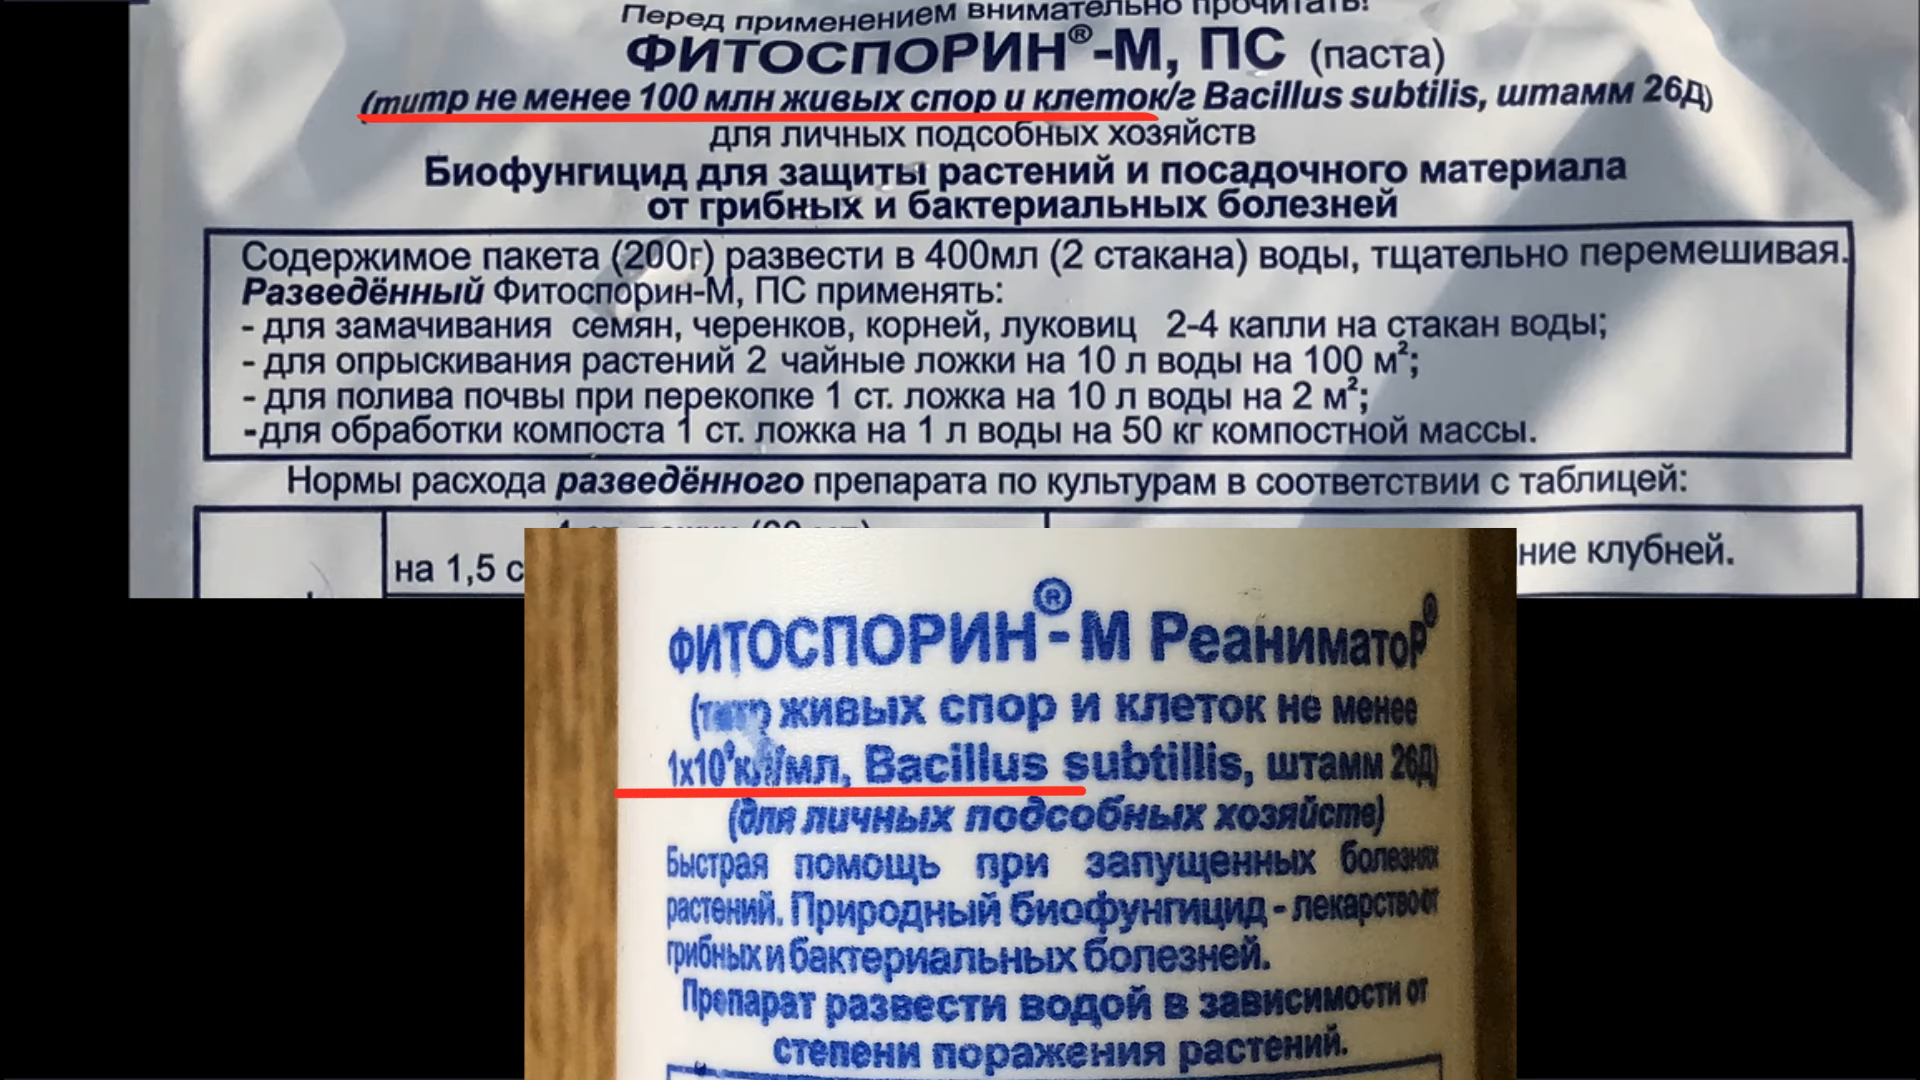 Перед применением внимательно прочитать!
ФИТОСПОРИН®-М, ПС (паста)
(титр не менее 100 млн живых спор и клеток/г Bacillus subtilis, штамм 26Д)
для личных подсобных хозяйств
Биофунгицид для защиты растений и посадочного материала
от грибных и бактериальных болезней
Содержимое пакета (200г) развести в 400мл (2 стакана) воды, тщательно перемешивая.
Разведённый Фитоспорин-М, ПС применять:
- для замачивания семян, черенков, корней, луковиц 2-4 капли на стакан воды;
- для опрыскивания растений 2 чайные ложки на 10 л воды на 100 м²;
- для полива почвы при перекопке 1 ст. ложка на 10 л воды на 2 м²;
-для обработки компоста 1 ст. ложка на 1 л воды на 50 кг компостной массы.
Нормы расхода разведённого препарата по культурам в соответствии с таблицей:
на 1,5 с
ние клубней.
ФИТОСПОРИН®-М Реаниматор®
(титр живых спор и клеток не менее
1х10⁹кл/мл, Bacillus subtillis, штамм 26Д)
(для личных подсобных хозяйств)
Быстрая помощь при запущенных болезнях
растений. Природный биофунгицид - лекарство от
грибных и бактериальных болезней.
Препарат развести водой в зависимости от
степени поражения растений.